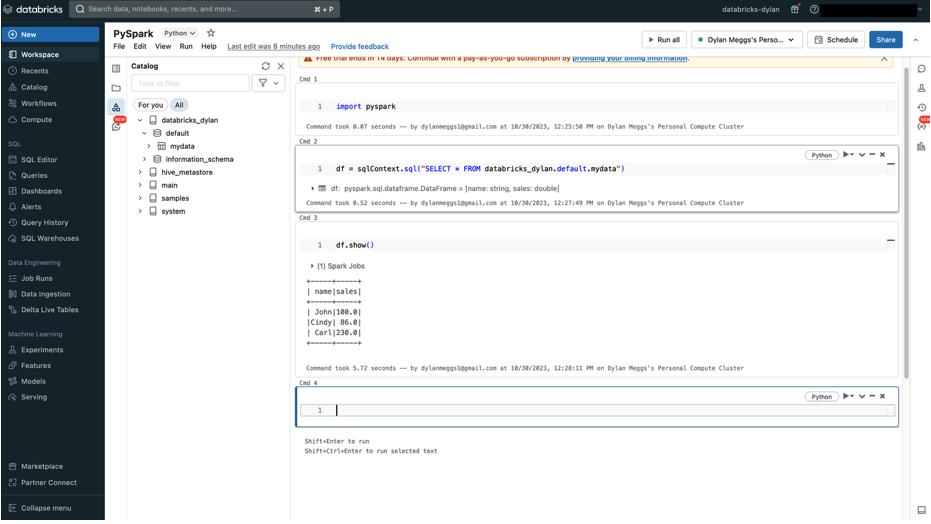 databricks
Search data, notebooks, recents, and more...
⌘ + P
databricks-dylan
New
Workspace
Recents
Catalog
Workflows
Compute
SQL
SQL Editor
Queries
Dashboards
Alerts
Query History
SQL Warehouses
Data Engineering
Job Runs
Data Ingestion
Delta Live Tables
Machine Learning
Experiments
Features
Models
Serving
Marketplace
Partner Connect
Collapse menu
PySpark
Python
File Edit View Run Help Last edit was 8 minutes ago Provide feedback
Run all
Dylan Meggs's Perso...
Schedule
Share
NEW
Catalog
Type to filter
For you All
databricks_dylan
default
mydata
information_schema
hive_metastore
main
samples
system
Free trial ends in 14 days. Continue with a pay-as-you-go subscription by providing your billing information.
Cmd 1
1 import pyspark
Command took 0.07 seconds -- by dylanmeggs1@gmail.com at 10/30/2023, 12:25:50 PM on Dylan Meggs's Personal Compute Cluster
Cmd 2
Python
1 df = sqlContext.sql("SELECT * FROM databricks_dylan.default.mydata")
df: pyspark.sql.dataframe.DataFrame = [name: string, sales: double]
Command took 0.52 seconds -- by dylanmeggs1@gmail.com at 10/30/2023, 12:27:49 PM on Dylan Meggs's Personal Compute Cluster
Cmd 3
1 df.show()
(1) Spark Jobs
+-----+-----+
| name|sales|
+-----+-----+
| John|100.0|
|Cindy| 86.0|
| Carl|230.0|
+-----+-----+
Command took 5.72 seconds -- by dylanmeggs1@gmail.com at 10/30/2023, 12:28:11 PM on Dylan Meggs's Personal Compute Cluster
Cmd 4
Python
1
Shift+Enter to run
Shift+Ctrl+Enter to run selected text
NEW